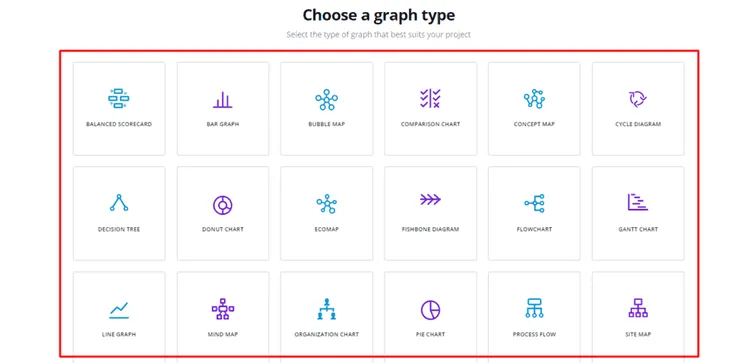 Choose a graph type
Select the type of graph that best suits your project
BALANCED SCORECARD
BAR GRAPH
BUBBLE MAP
COMPARISON CHART
CONCEPT MAP
CYCLE DIAGRAM
DECISION TREE
DONUT CHART
ECOMAP
FISHBONE DIAGRAM
FLOWCHART
GANTT CHART
LINE GRAPH
MIND MAP
ORGANIZATION CHART
PIE CHART
PROCESS FLOW
SITE MAP